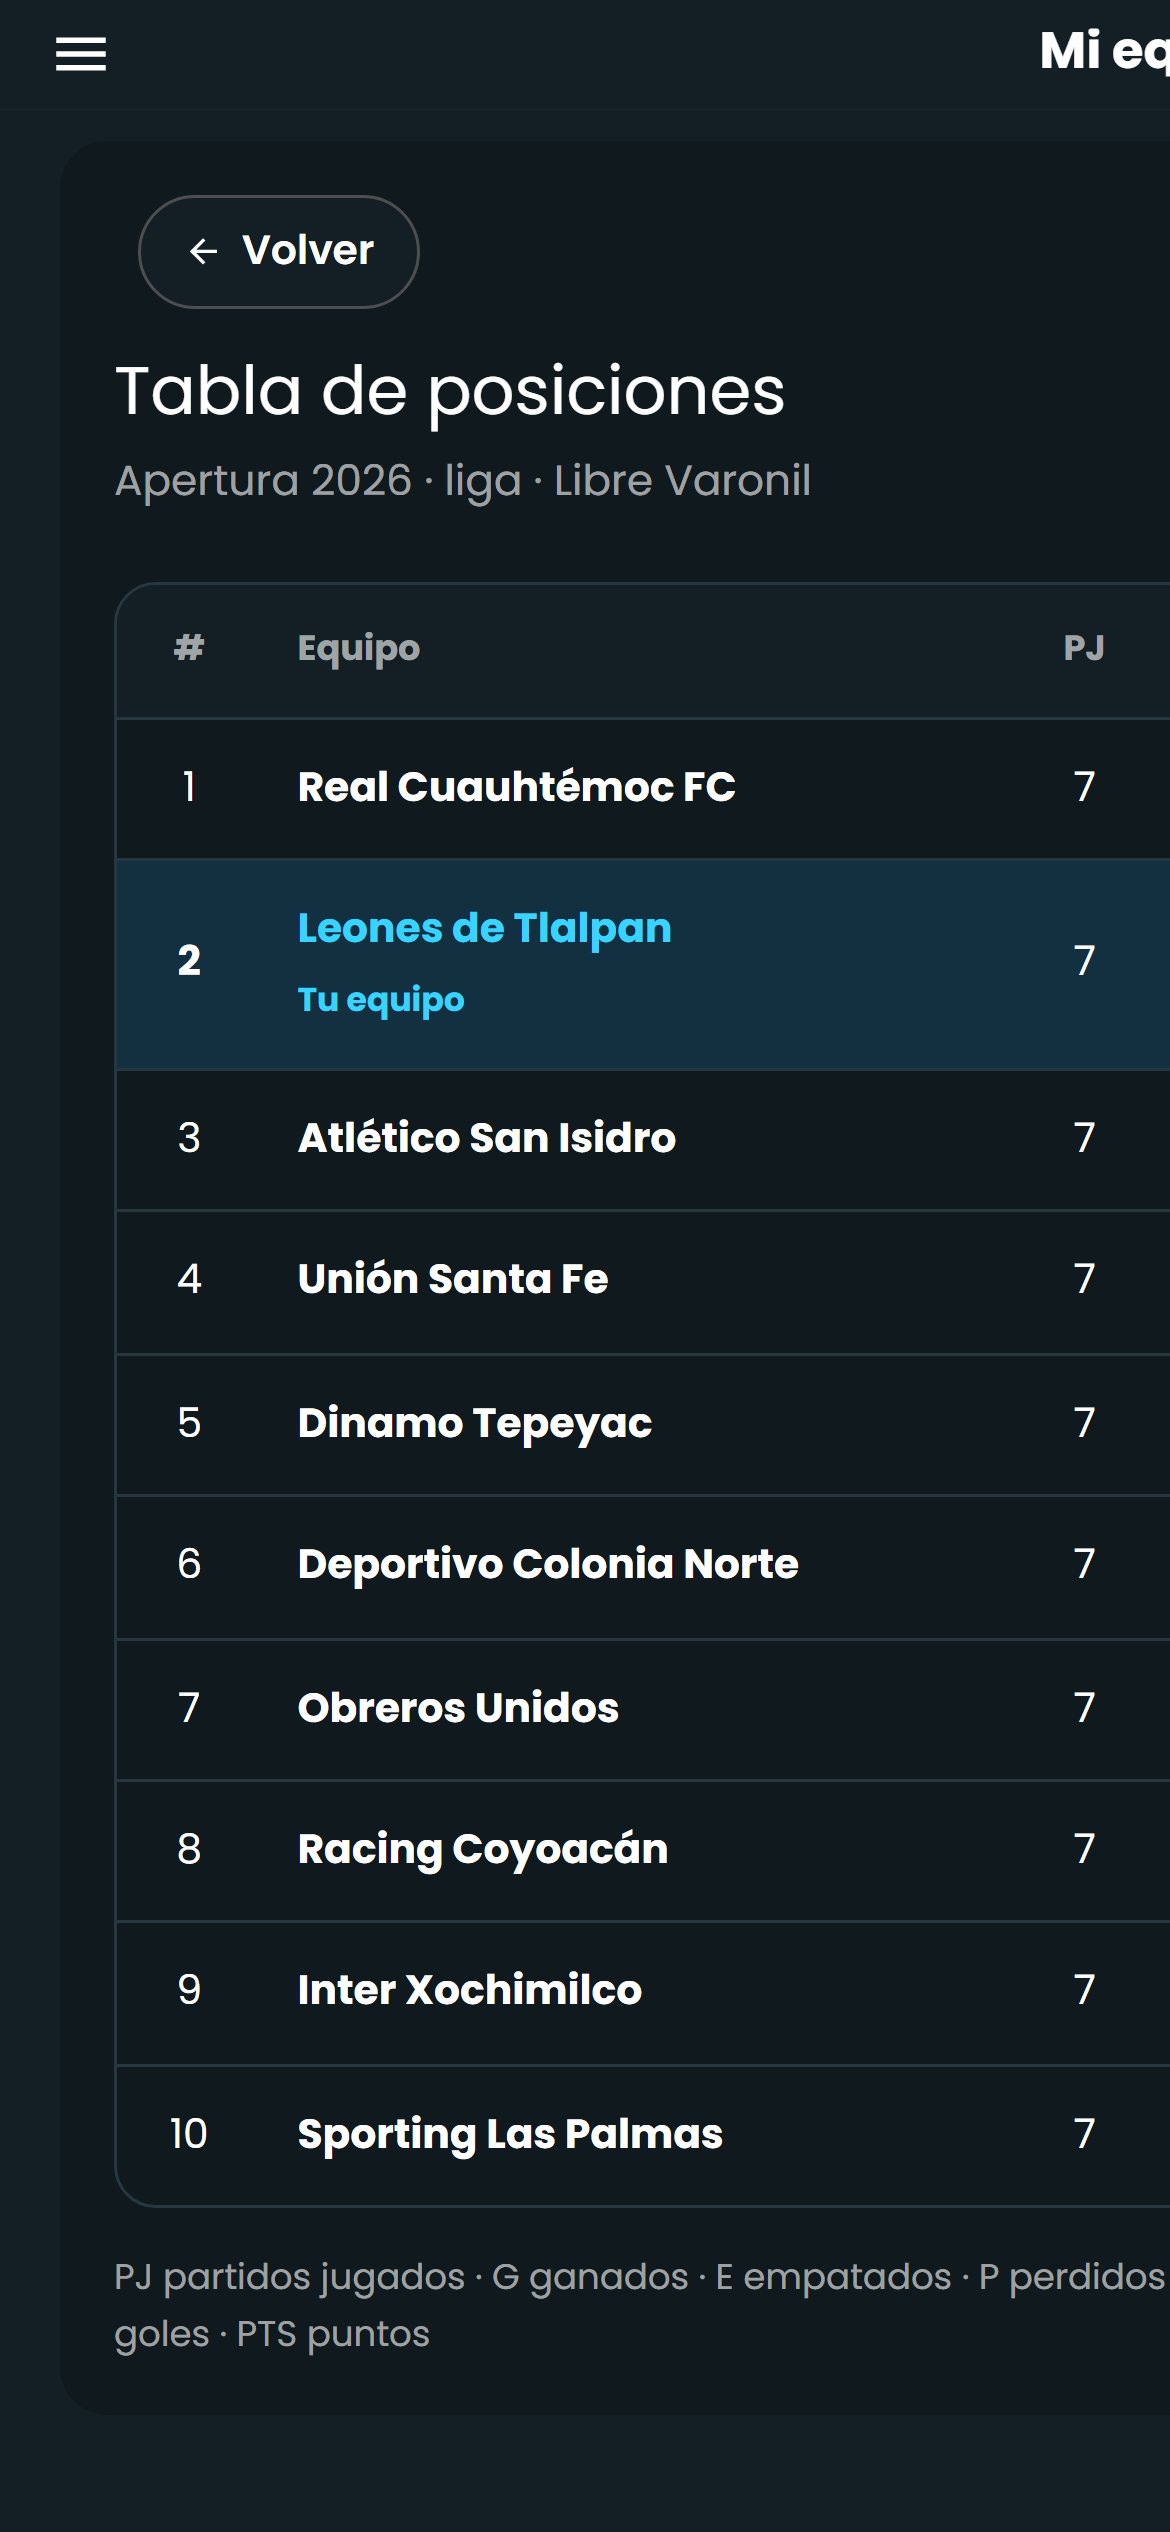 Mi eq
← Volver
Tabla de posiciones
Apertura 2026 · liga · Libre Varonil
# Equipo PJ
1 Real Cuauhtémoc FC 7
2 Leones de Tlalpan 7
Tu equipo
3 Atlético San Isidro 7
4 Unión Santa Fe 7
5 Dinamo Tepeyac 7
6 Deportivo Colonia Norte 7
7 Obreros Unidos 7
8 Racing Coyoacán 7
9 Inter Xochimilco 7
10 Sporting Las Palmas 7
PJ partidos jugados · G ganados · E empatados · P perdidos
goles · PTS puntos